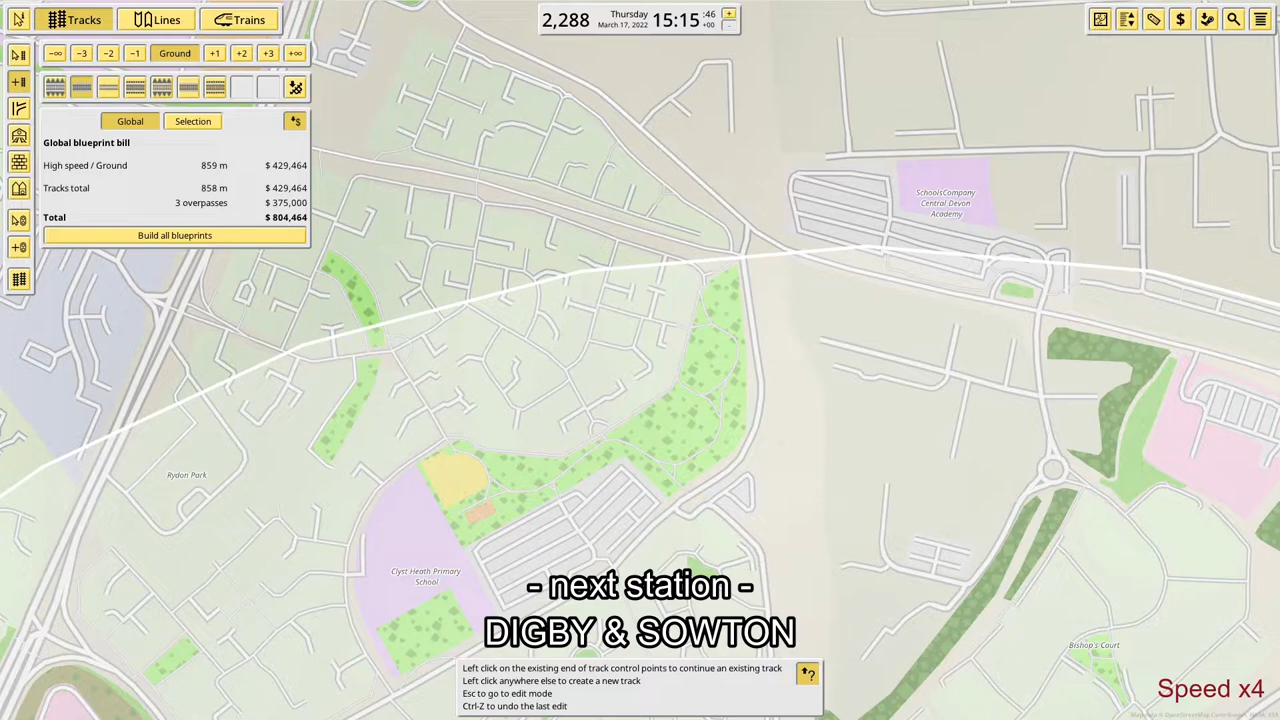 Tracks
Lines
Trains
2,288
Thursday
March 17, 2022
15:15
:46
+00
+
-
−∞
−3
−2
−1
Ground
+1
+2
+3
+∞
Global
Selection
Global blueprint bill
High speed / Ground 859 m $ 429,464
Tracks total 858 m $ 429,464
3 overpasses $ 375,000
Total $ 804,464
Build all blueprints
SchoolsCompany
Central Devon
Academy
Rydon Park
Clyst Heath Primary
School
Bishop's Court
- next station -
DIGBY & SOWTON
Left click on the existing end of track control points to continue an existing track
Left click anywhere else to create a new track
Esc to go to edit mode
Ctrl-Z to undo the last edit
Speed x4